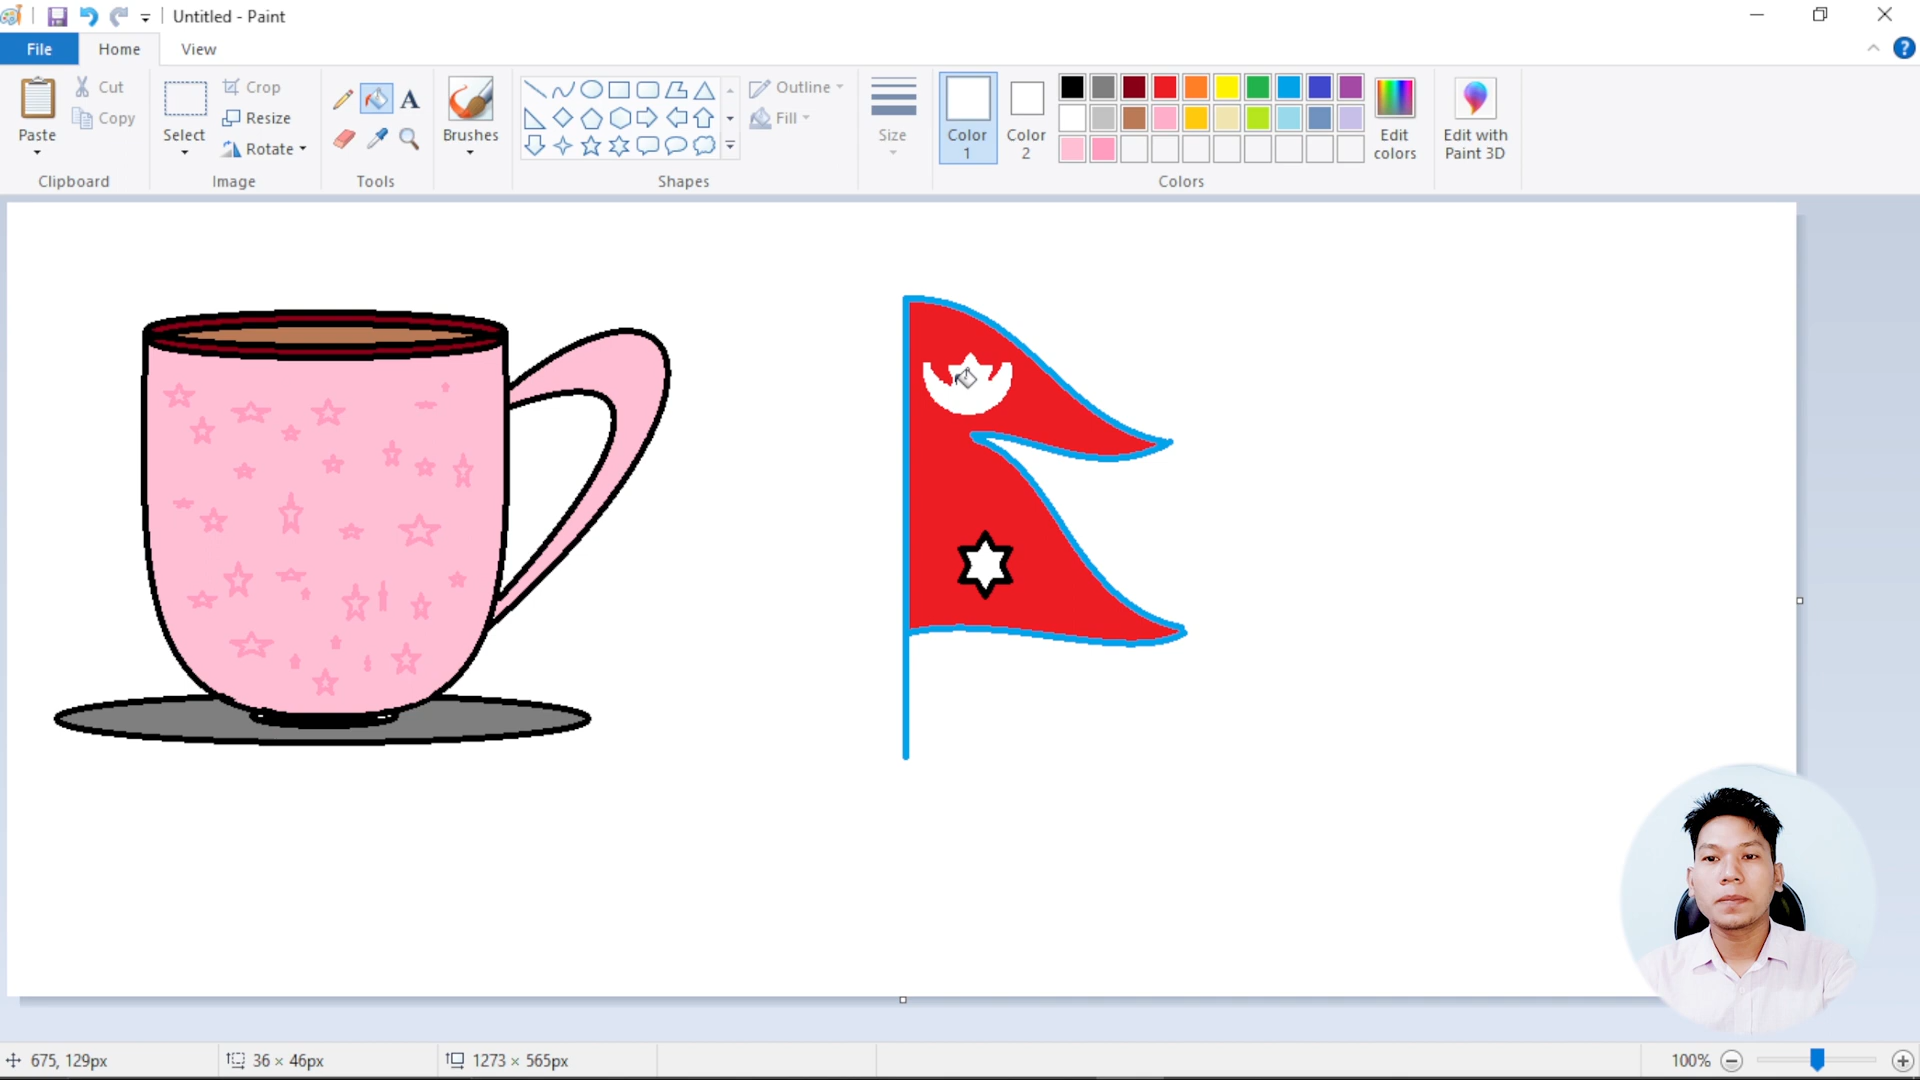 Untitled - Paint
File Home View
Paste Cut Copy Clipboard
Select Crop Resize Rotate Image
Tools
Brushes
Shapes
Outline Fill
Size
Color 1 Color 2 Edit colors Colors
Edit with Paint 3D
675, 129px 36 × 46px 1273 × 565px 100%